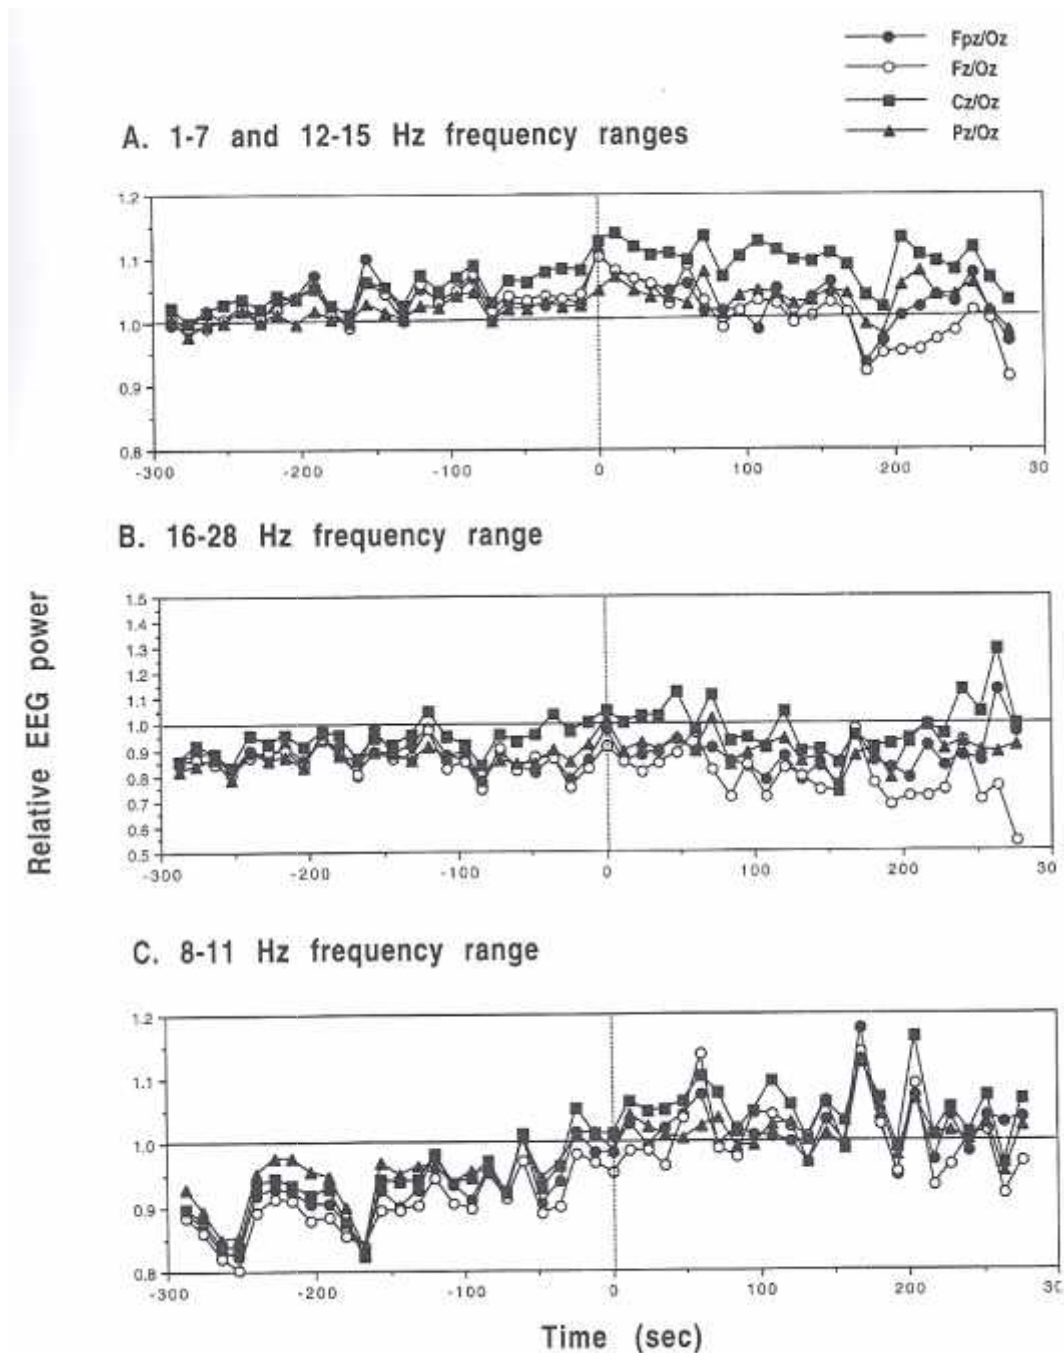 Fpz/Oz
Fz/Oz
Cz/Oz
Pz/Oz
A. 1-7 and 12-15 Hz frequency ranges
1.2
1.1
1.0
0.9
0.8
-300 -200 -100 0 100 200 30
B. 16-28 Hz frequency range
Relative EEG power
1.5
1.4
1.3
1.2
1.1
1.0
0.9
0.8
0.7
0.6
0.5
-300 -200 -100 0 100 200 30
C. 8-11 Hz frequency range
1.2
1.1
1.0
0.9
0.8
-300 -200 -100 0 100 200 30
Time (sec)